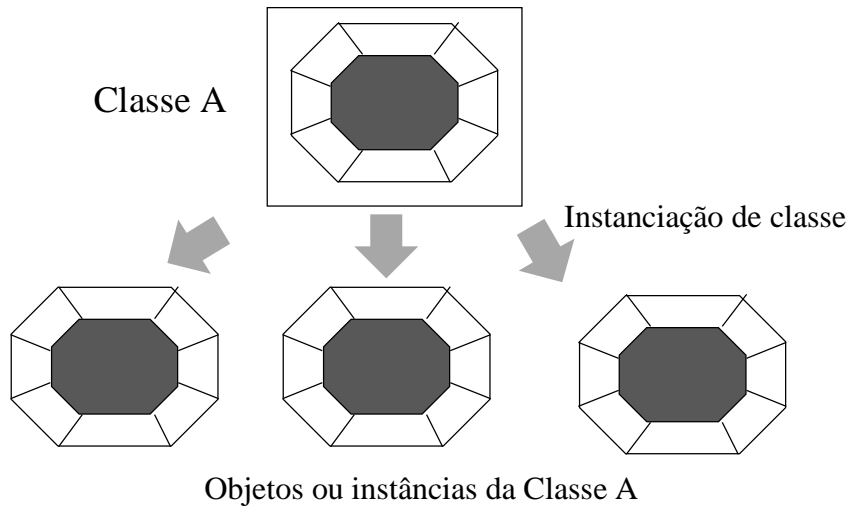 Classe A
Instanciação de classe
Objetos ou instâncias da Classe A